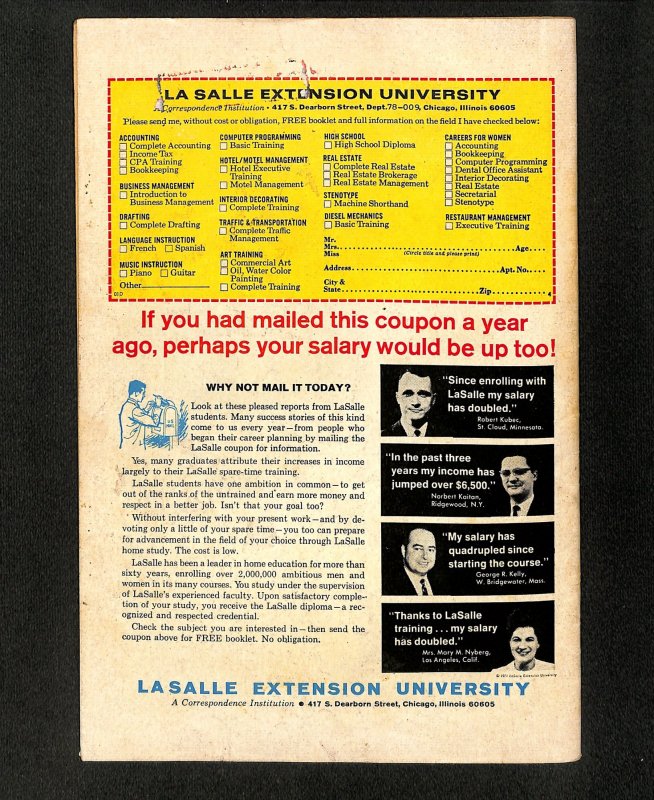 LA SALLE EXTENSION UNIVERSITY
A Correspondence Institution • 417 S. Dearborn Street, Dept.78-009, Chicago, Illinois 60605
Please send me, without cost or obligation, FREE booklet and full information on the field I have checked below:
ACCOUNTING
Complete Accounting
Income Tax
CPA Training
Bookkeeping
BUSINESS MANAGEMENT
Introduction to
Business Management
DRAFTING
Complete Drafting
LANGUAGE INSTRUCTION
French Spanish
MUSIC INSTRUCTION
Piano Guitar
Other
COMPUTER PROGRAMMING
Basic Training
HOTEL/MOTEL MANAGEMENT
Hotel Executive
Training
Motel Management
INTERIOR DECORATING
Complete Training
TRAFFIC & TRANSPORTATION
Complete Traffic
Management
ART TRAINING
Commercial Art
Oil, Water Color
Painting
Complete Training
HIGH SCHOOL
High School Diploma
REAL ESTATE
Complete Real Estate
Real Estate Brokerage
Real Estate Management
STENOTYPE
Machine Shorthand
DIESEL MECHANICS
Basic Training
CAREERS FOR WOMEN
Accounting
Bookkeeping
Computer Programming
Dental Office Assistant
Interior Decorating
Real Estate
Secretarial
Stenotype
RESTAURANT MANAGEMENT
Executive Training
Mr.
Mrs. Age
Miss (Circle title and please print)
Address Apt. No.
City &
State Zip 4
If you had mailed this coupon a year
ago, perhaps your salary would be up too!
WHY NOT MAIL IT TODAY?
Look at these pleased reports from LaSalle
students. Many success stories of this kind
come to us every year—from people who
began their career planning by mailing the
LaSalle coupon for information.
Yes, many graduates attribute their increases in income
largely to their LaSalle spare-time training.
LaSalle students have one ambition in common—to get
out of the ranks of the untrained and earn more money and
respect in a better job. Isn't that your goal too?
Without interfering with your present work—and by de-
voting only a little of your spare time—you too can prepare
for advancement in the field of your choice through LaSalle
home study. The cost is low.
LaSalle has been a leader in home education for more than
sixty years, enrolling over 2,000,000 ambitious men and
women in its many courses. You study under the supervision
of LaSalle's experienced faculty. Upon satisfactory comple-
tion of your study, you receive the LaSalle diploma—a rec-
ognized and respected credential.
Check the subject you are interested in—then send the
coupon above for FREE booklet. No obligation.
"Since enrolling with
LaSalle my salary
has doubled."
Robert Kubec,
St. Cloud, Minnesota.
"In the past three
years my income has
jumped over $6,500."
Norbert Kaitan,
Ridgewood, N.Y.
"My salary has
quadrupled since
starting the course."
George R. Kelly,
W. Bridgewater, Mass.
"Thanks to LaSalle
training . . . my salary
has doubled."
Mrs. Mary M. Nyberg,
Los Angeles, Calif.
LaSalle Extension University
LA SALLE EXTENSION UNIVERSITY
A Correspondence Institution • 417 S. Dearborn Street, Chicago, Illinois 60605